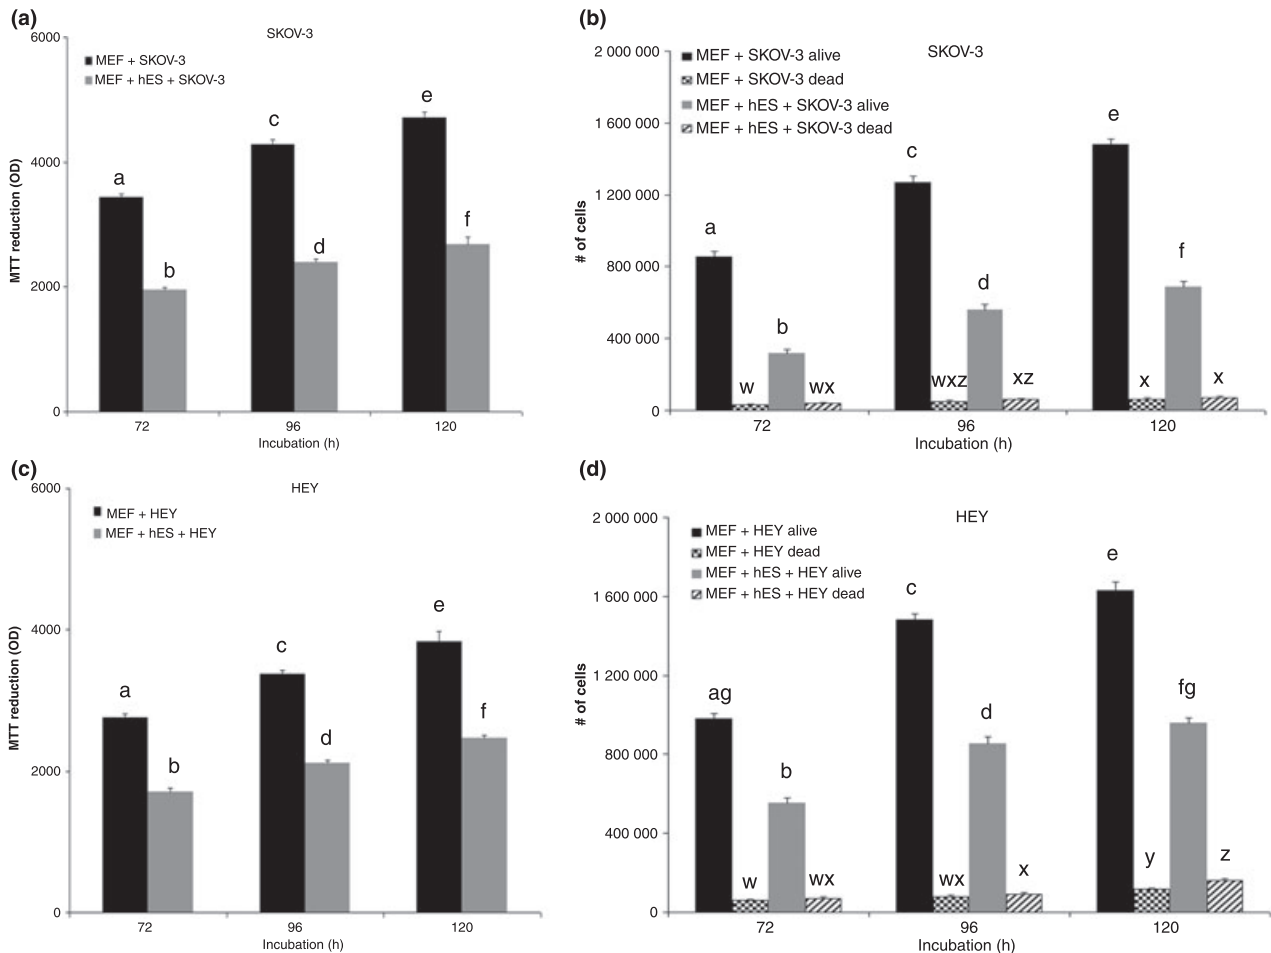 (a)
SKOV-3
6000
4000
2000
0
MTT reduction (OD)
MEF + SKOV-3
MEF + hES + SKOV-3
a
b
c
d
e
f
72
96
120
Incubation (h)
(b)
SKOV-3
2 000 000
1 600 000
1 200 000
800 000
400 000
0
# of cells
MEF + SKOV-3 alive
MEF + SKOV-3 dead
MEF + hES + SKOV-3 alive
MEF + hES + SKOV-3 dead
a
w
b
wx
c
wxz
d
xz
e
x
f
x
72
96
120
Incubation (h)
(c)
HEY
6000
4000
2000
0
MTT reduction (OD)
MEF + HEY
MEF + hES + HEY
a
b
c
d
e
f
72
96
120
Incubation (h)
(d)
HEY
2 000 000
1 600 000
1 200 000
800 000
400 000
0
# of cells
MEF + HEY alive
MEF + HEY dead
MEF + hES + HEY alive
MEF + hES + HEY dead
ag
w
b
wx
c
wx
d
x
e
y
fg
z
72
96
120
Incubation (h)